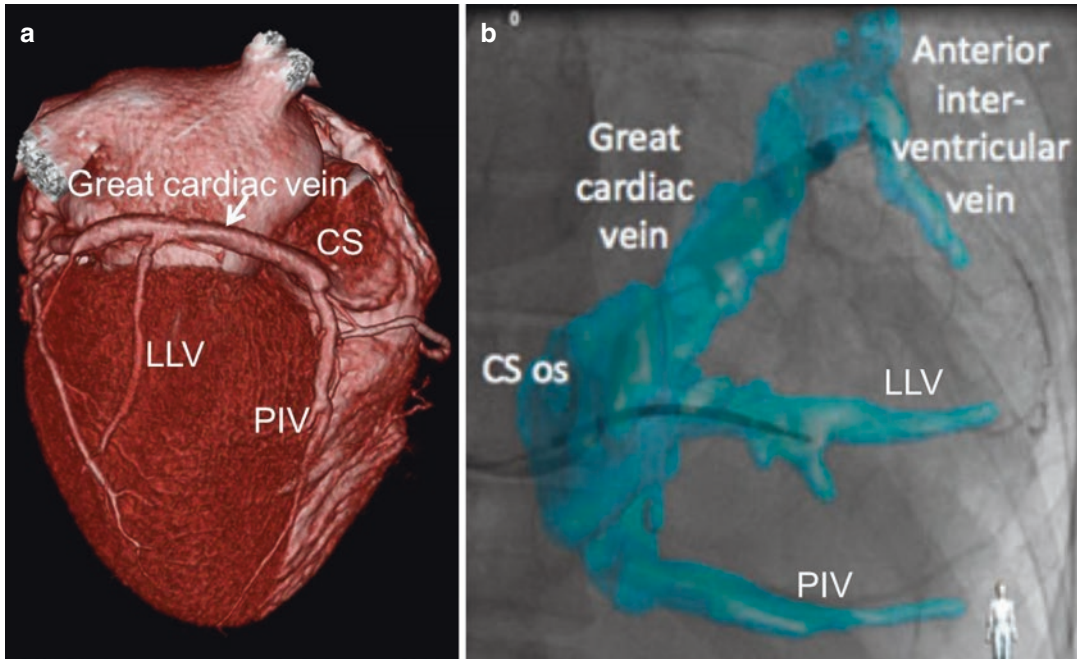 a
Great cardiac vein
CS
LLV
PIV
b
0
Anterior
inter-
ventricular
vein
Great
cardiac
vein
CS os
LLV
PIV